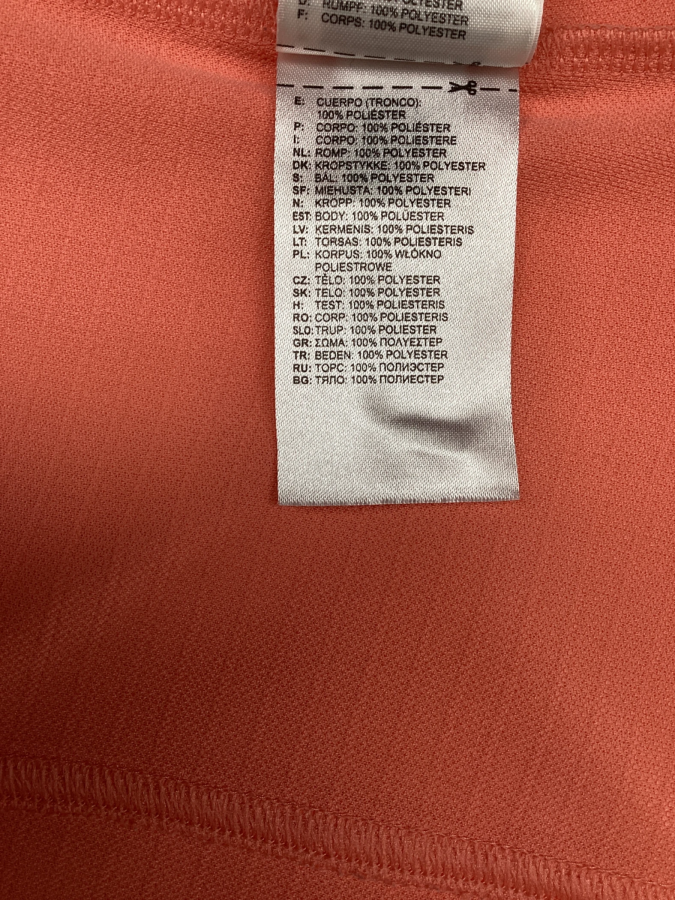 D: RUMPF: 100% POLYESTER
F: CORPS: 100% POLYESTER
E: CUERPO (TRONCO):
100% POLIÉSTER
P: CORPO: 100% POLIÉSTER
I: CORPO: 100% POLIESTERE
NL: ROMP: 100% POLYESTER
DK: KROPSTYKKE: 100% POLYESTER
S: BÅL: 100% POLYESTER
SF: MIEHUSTA: 100% POLYESTERI
N: KROPP: 100% POLYESTER
EST: BODY: 100% POLÜESTER
LV: ĶERMENIS: 100% POLIESTERIS
LT: TORSAS: 100% POLIESTERIS
PL: KORPUS: 100% WŁÓKNO
POLIESTROWE
CZ: TĚLO: 100% POLYESTER
SK: TELO: 100% POLYESTER
H: TEST: 100% POLIESTERIS
RO: CORP: 100% POLIESTERIS
SLO: TRUP: 100% POLIESTER
GR: ΣΩΜΑ: 100% ΠΟΛΥΕΣΤΕΡ
TR: BEDEN: 100% POLYESTER
RU: ТОРС: 100% ПОЛИЭСТЕР
BG: ТЯЛО: 100% ПОЛИЕСТЕР